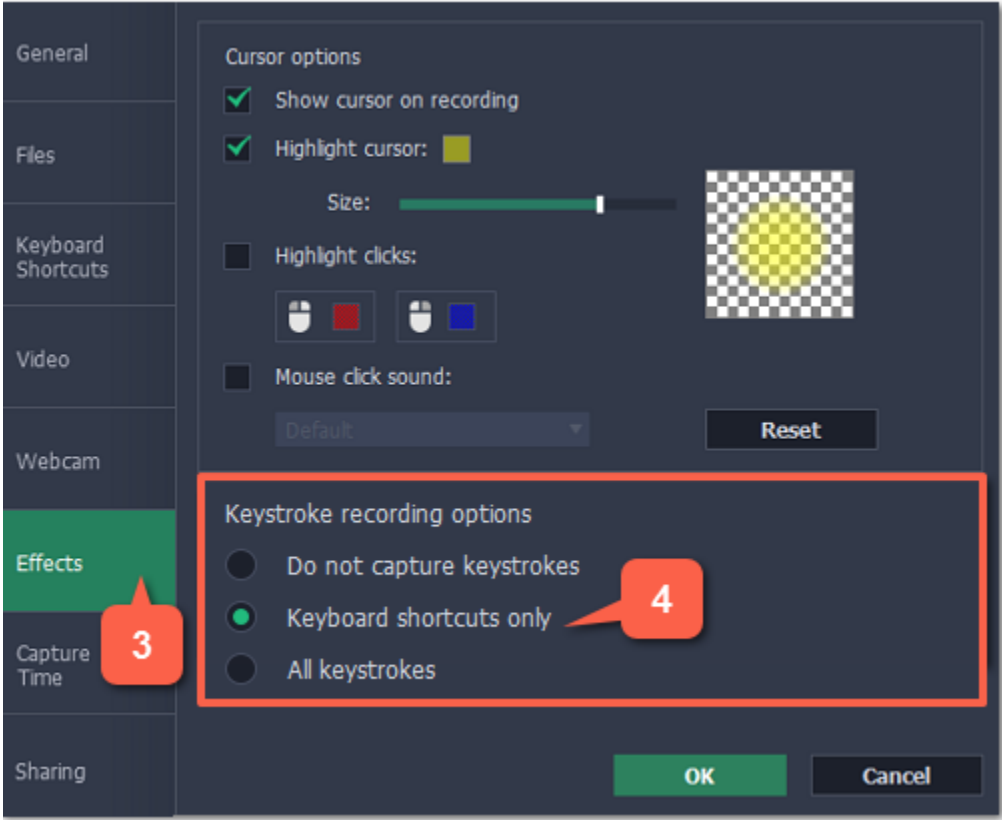 General
Files
Keyboard
Shortcuts
Video
Webcam
Effects
3
Capture
Time
Sharing
Cursor options
Show cursor on recording
Highlight cursor:
Size:
Highlight clicks:
Mouse click sound:
Default
Reset
Keystroke recording options
Do not capture keystrokes
Keyboard shortcuts only
4
All keystrokes
OK
Cancel